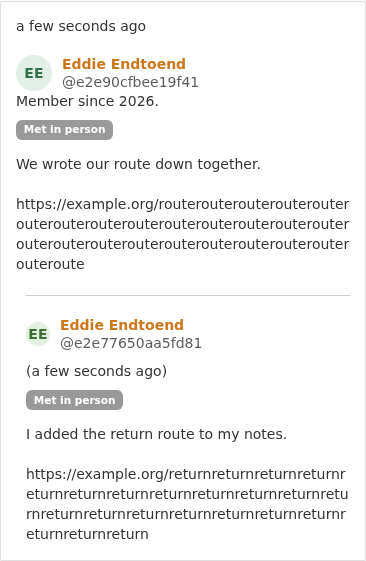 a few seconds ago
EE
Eddie Endtoend
@e2e90cfbee19f41
Member since 2026.
Met in person
We wrote our route down together.
https://example.org/routerouterouterouterouter
outerouterouterouterouterouterouterouterouter
outerouterouterouterouterouterouterouterouter
outeroute
EE
Eddie Endtoend
@e2e77650aa5fd81
(a few seconds ago)
Met in person
I added the return route to my notes.
https://example.org/returnreturnreturnreturnr
eturnreturnreturnreturnreturnreturnreturnretu
rnreturnreturnreturnreturnreturnreturnreturnr
eturnreturnreturn